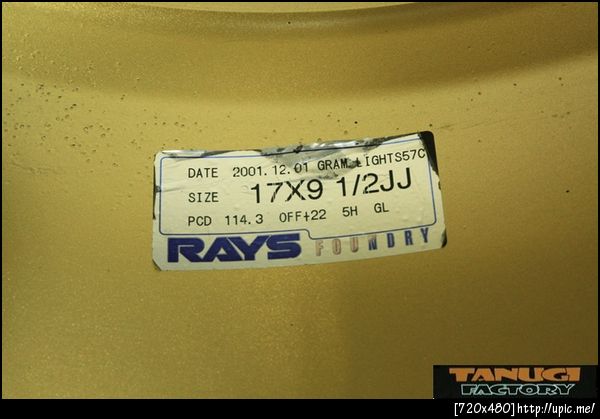 DATE 2001.12.01 GRAM LIGHTS57C
SIZE 17X9 1/2JJ
PCD 114.3 OFF+22 5H GL
RAYS FOUNDRY
TANUGI
FACTORY
[720x480]http://upic.me/